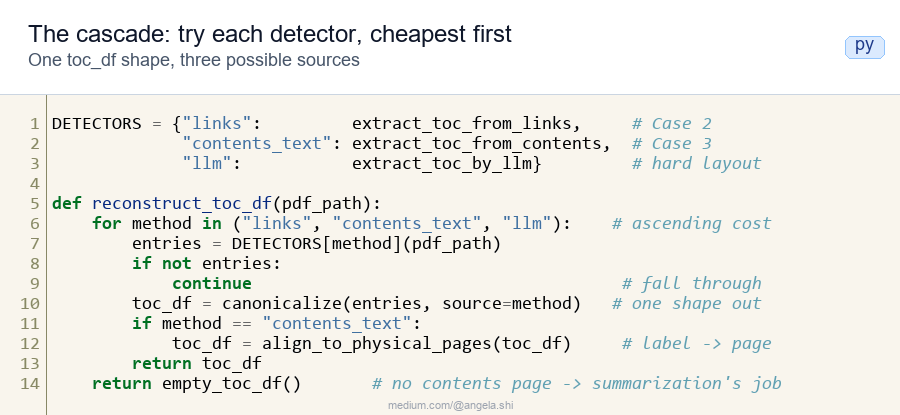 The cascade: try each detector, cheapest first
One toc_df shape, three possible sources
py
1 DETECTORS = {"links":         extract_toc_from_links,     # Case 2
2              "contents_text": extract_toc_from_contents,  # Case 3
3              "llm":           extract_toc_by_llm}         # hard layout
4
5 def reconstruct_toc_df(pdf_path):
6     for method in ("links", "contents_text", "llm"):    # ascending cost
7         entries = DETECTORS[method](pdf_path)
8         if not entries:
9             continue                                     # fall through
10         toc_df = canonicalize(entries, source=method)   # one shape out
11         if method == "contents_text":
12             toc_df = align_to_physical_pages(toc_df)     # label -> page
13         return toc_df
14     return empty_toc_df()       # no contents page -> summarization's job
medium.com/@angela.shi